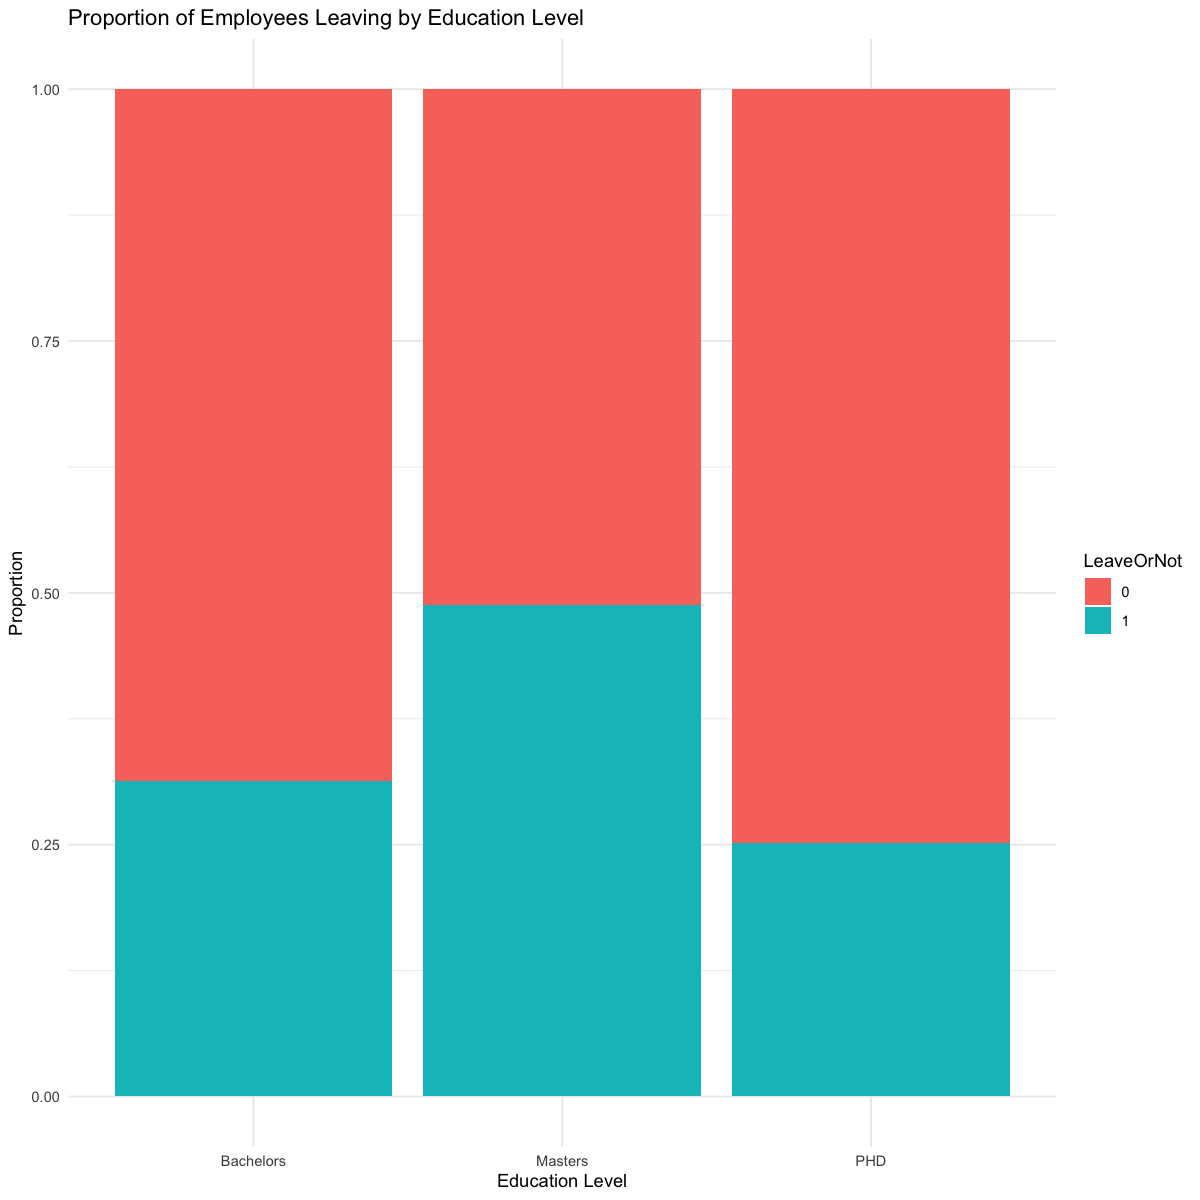 Proportion of Employees Leaving by Education Level
1.00
0.75
0.50
0.25
0.00
Proportion
Bachelors Masters PHD
Education Level
LeaveOrNot
0
1